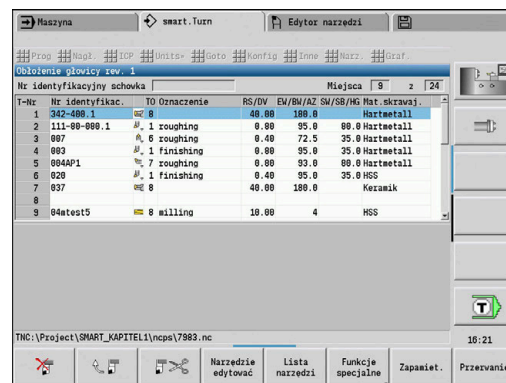 Maszyna smart.Turn Edytor narzędzi
Prog Nagł. ICP Units» Goto Konfig Inne Narz. Graf.
Obłożenie głowicy rew. 1
Nr identyfikacyjny schowka Miejsca 9 z 24
T-Nr Nr identyfikac. TO Oznaczenie RS/DV EW/BW/AZ SW/SB/HG Mat.skrawaj.
1 342-400.1 8 40.00 180.0 Hartmetall
2 111-80-080.1 1 roughing 0.80 95.0 80.0 Hartmetall
3 007 6 roughing 0.40 72.5 35.0 Hartmetall
4 003 1 finishing 0.80 95.0 35.0 Hartmetall
5 004AP1 7 roughing 0.80 93.0 80.0 Hartmetall
6 020 1 finishing 0.40 95.0 35.0 HSS
7 037 8 40.00 180.0 Keramik
8
9 04mtest5 8 milling 10.00 4 HSS
TNC:\Project\SMART_KAPITEL1\ncps\7983.nc
T
16:21
Narzędzie edytować
Lista narzędzi
Funkcje specjalne
Zapamiet.
Przerwanie